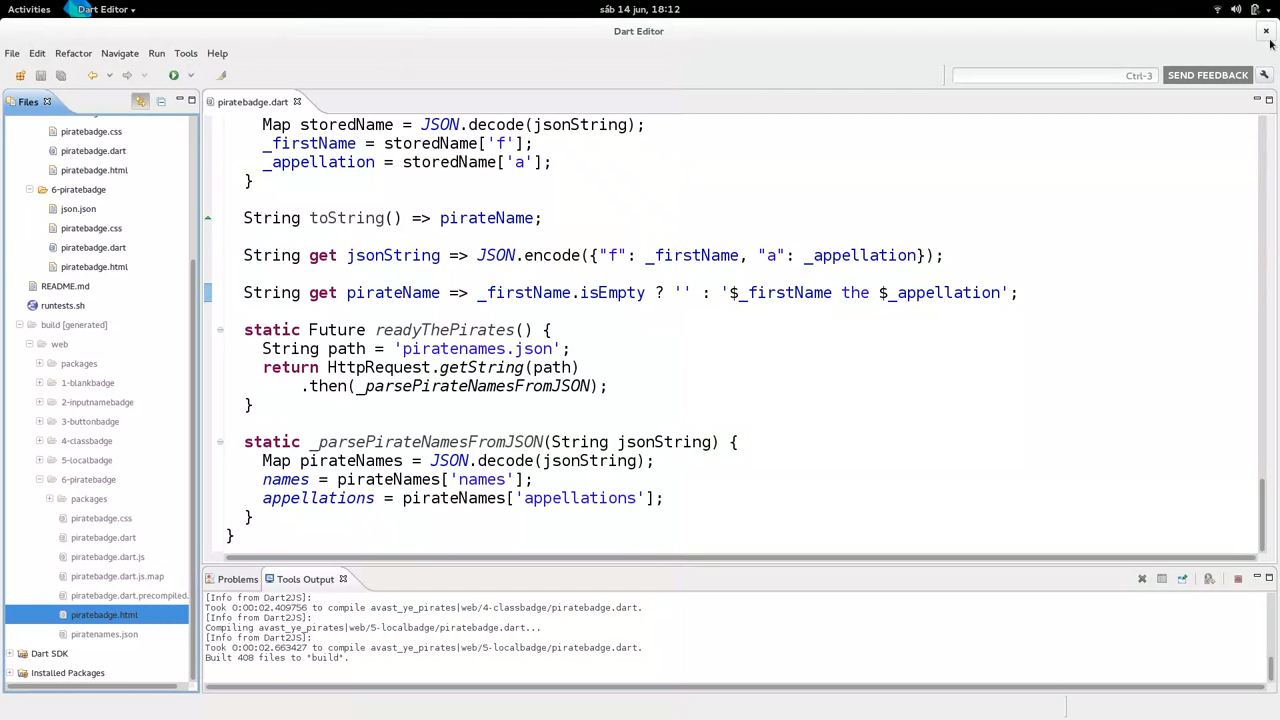 Activities
Dart Editor
sáb 14 jun, 18:12
Dart Editor
File Edit Refactor Navigate Run Tools Help
Ctrl-3
SEND FEEDBACK
Files
piratebadge.css
piratebadge.dart
piratebadge.html
6-piratebadge
json.json
piratebadge.css
piratebadge.dart
piratebadge.html
README.md
runtests.sh
build [generated]
web
packages
1-blankbadge
2-inputnamebadge
3-buttonbadge
4-classbadge
5-localbadge
6-piratebadge
packages
piratebadge.css
piratebadge.dart
piratebadge.dart.js
piratebadge.dart.js.map
piratebadge.dart.precompiled.
piratebadge.html
piratenames.json
Dart SDK
Installed Packages
piratebadge.dart
Map storedName = JSON.decode(jsonString);
_firstName = storedName['f'];
_appellation = storedName['a'];
}
String toString() => pirateName;
String get jsonString => JSON.encode({"f": _firstName, "a": _appellation});
String get pirateName => _firstName.isEmpty ? '' : '$_firstName the $_appellation';
static Future readyThePirates() {
String path = 'piratenames.json';
return HttpRequest.getString(path)
.then(_parsePirateNamesFromJSON);
}
static _parsePirateNamesFromJSON(String jsonString) {
Map pirateNames = JSON.decode(jsonString);
names = pirateNames['names'];
appellations = pirateNames['appellations'];
}
}
Problems
Tools Output
[Info from Dart2JS]:
Took 0:00:02.409756 to compile avast_ye_pirates|web/4-classbadge/piratebadge.dart.
[Info from Dart2JS]:
Compiling avast_ye_pirates|web/5-localbadge/piratebadge.dart...
[Info from Dart2JS]:
Took 0:00:02.663427 to compile avast_ye_pirates|web/5-localbadge/piratebadge.dart.
Built 408 files to "build".